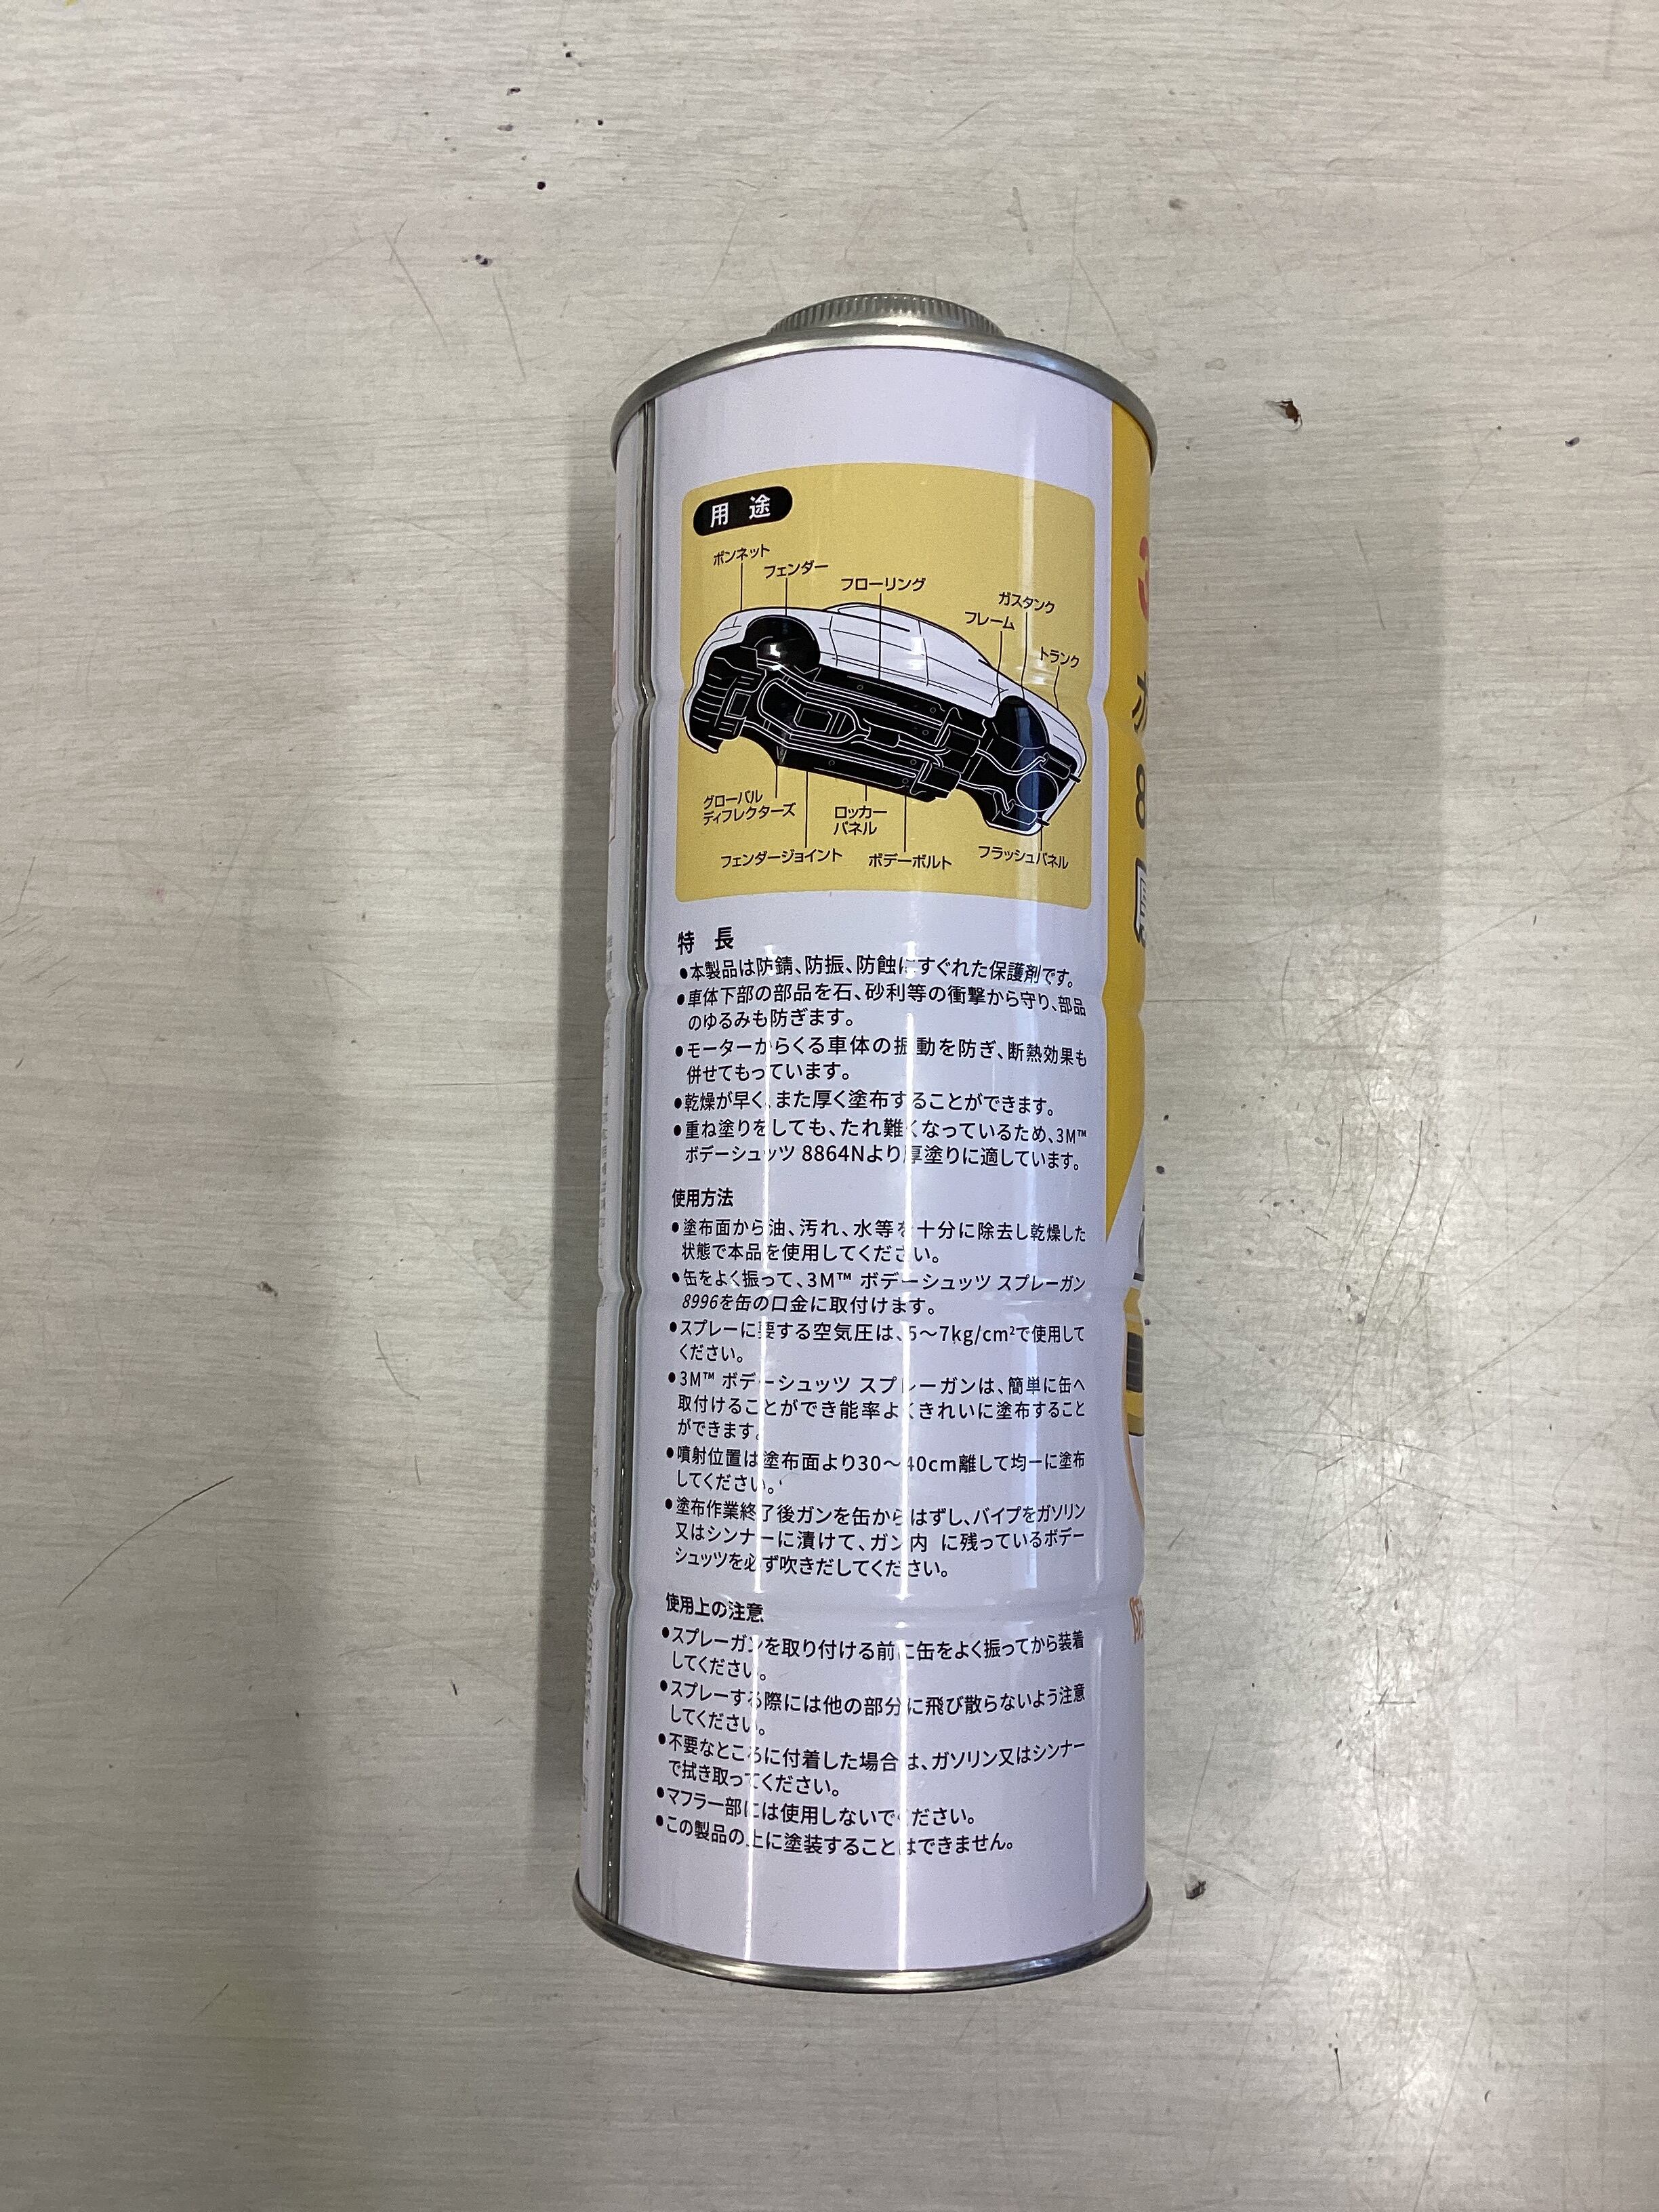 用 途
ボンネット
フェンダー
フローリング
ガスタンク
フレーム
トランク
グローバル
ディフレクターズ
ロッカー
パネル
フェンダージョイント
ボデーボルト
フラッシュパネル
特 長
●本製品は防錆、防振、防蝕にすぐれた保護剤です。
●車体下部の部品を石、砂利等の衝撃から守り、部品
のゆるみも防ぎます。
●モーターからくる車体の振動を防ぎ、断熱効果も
併せてもっています。
●乾燥が早く、また厚く塗布することができます。
●重ね塗りをしても、たれ難くなっているため、3M™
ボデーシュッツ 8864Nより厚塗りに適しています。
使用方法
●塗布面から油、汚れ、水等を十分に除去し乾燥した
状態で本品を使用してください。
●缶をよく振って、3M™ ボデーシュッツ スプレーガン
8996を缶の口金に取付けます。
●スプレーに要する空気圧は、5～7kg/cm²で使用して
ください。
●3M™ ボデーシュッツ スプレーガンは、簡単に缶へ
取付けることができ能率よくきれいに塗布すること
ができます。
●噴射位置は塗布面より30～40cm離して均一に塗布
してください。
●塗布作業終了後ガンを缶からはずし、パイプをガソリン
又はシンナーに漬けて、ガン内 に残っているボデー
シュッツを必ず吹きだしてください。
使用上の注意
●スプレーガンを取り付ける前に缶をよく振ってから装着
してください。
●スプレーする際には他の部分に飛び散らないよう注意
してください。
●不要なところに付着した場合は、ガソリン又はシンナー
で拭き取ってください。
●マフラー部には使用しないでください。
●この製品の上に塗装することはできません。
3
8
防